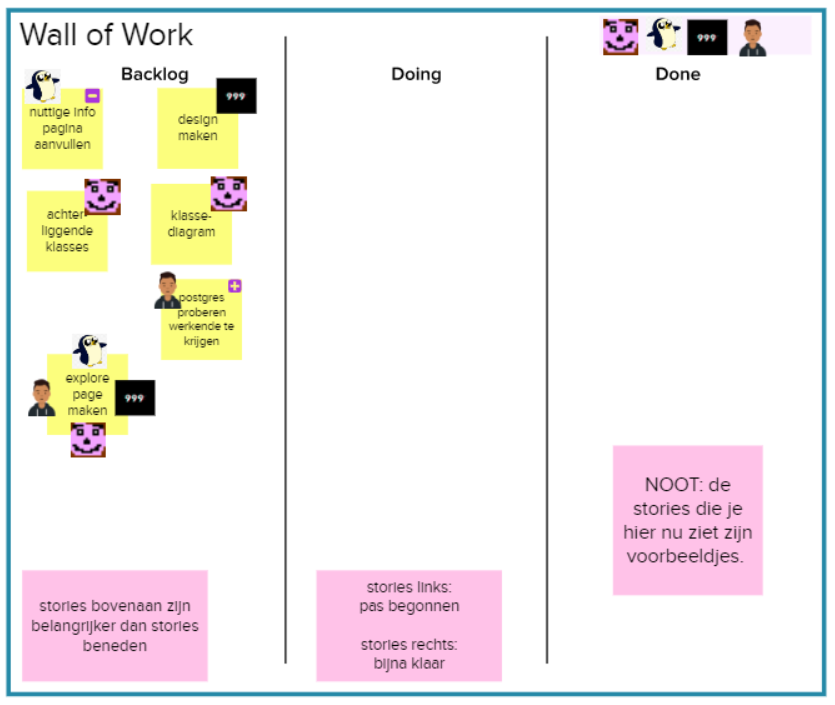 Wall of Work
999
Backlog
Doing
Done
nuttige info
pagina
aanvullen
999
design
maken
achter
liggende
klasses
klasse-
diagram
postgres
proberen
werkende te
krijgen
explore
page
maken
999
NOOT: de
stories die je
hier nu ziet zijn
voorbeeldjes.
stories bovenaan zijn
belangrijker dan stories
beneden
stories links:
pas begonnen
stories rechts:
bijna klaar